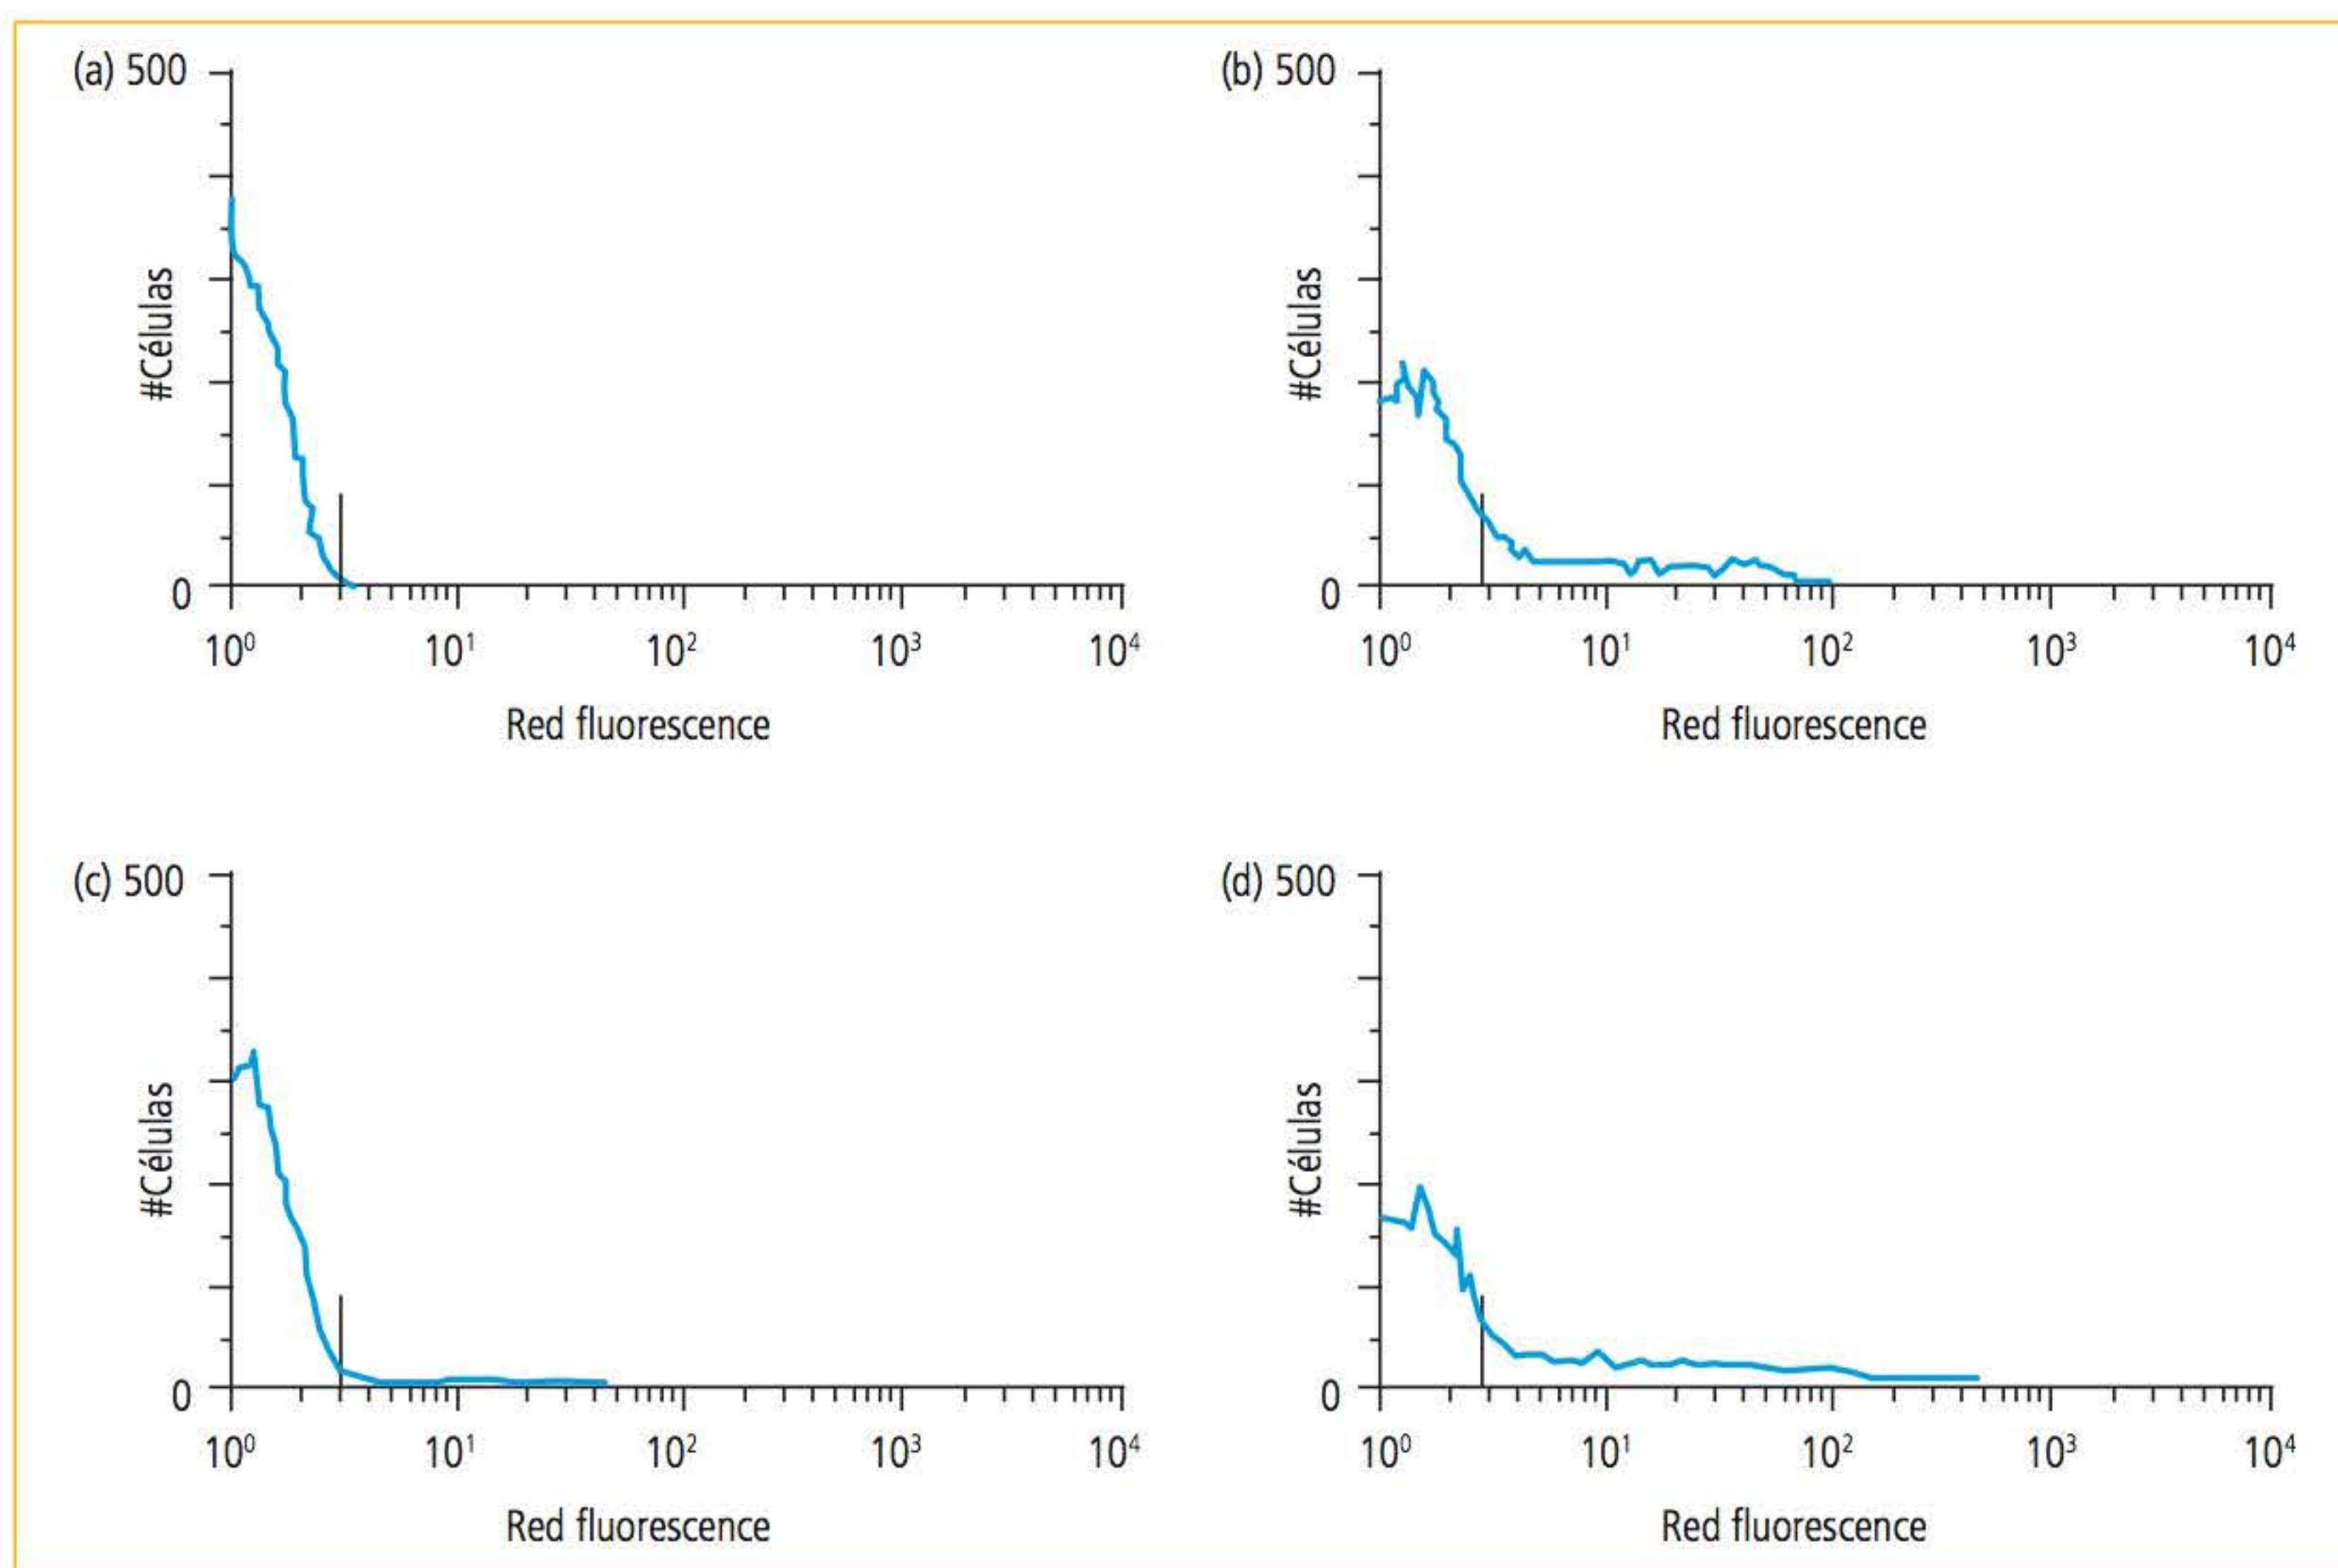 (a) 500
#Células
0
10⁰ 10¹ 10² 10³ 10⁴
Red fluorescence
(b) 500
#Células
0
10⁰ 10¹ 10² 10³ 10⁴
Red fluorescence
(c) 500
#Células
0
10⁰ 10¹ 10² 10³ 10⁴
Red fluorescence
(d) 500
#Células
0
10⁰ 10¹ 10² 10³ 10⁴
Red fluorescence